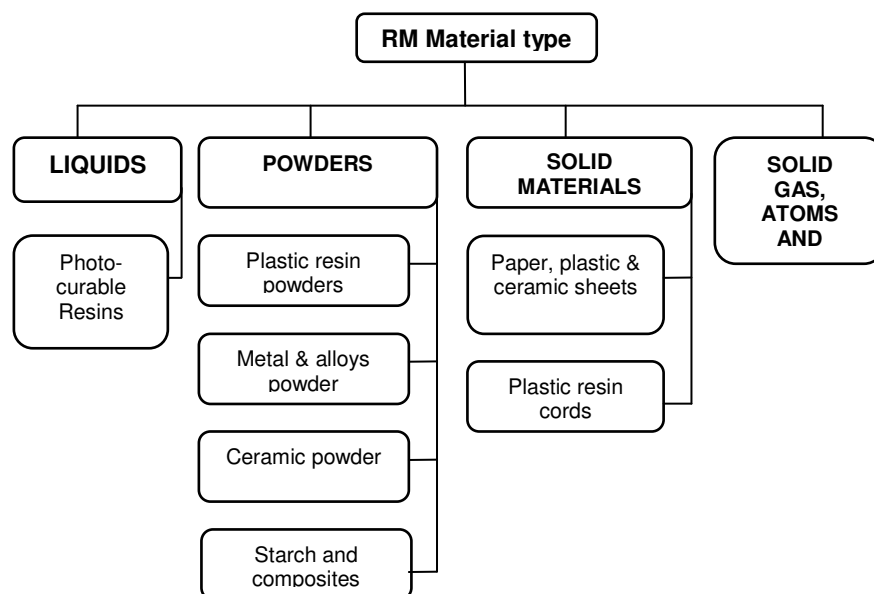 RM Material type
LIQUIDS
Photo-
curable
Resins
POWDERS
Plastic resin
powders
Metal & alloys
powder
Ceramic powder
Starch and
composites
SOLID
MATERIALS
Paper, plastic &
ceramic sheets
Plastic resin
cords
SOLID
GAS,
ATOMS
AND